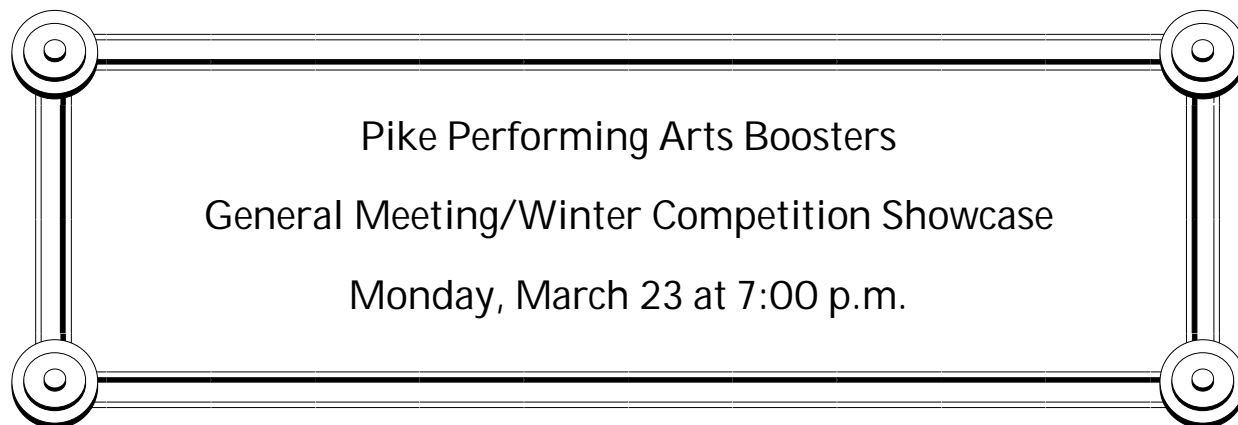 Pike Performing Arts Boosters
General Meeting/Winter Competition Showcase
Monday, March 23 at 7:00 p.m.